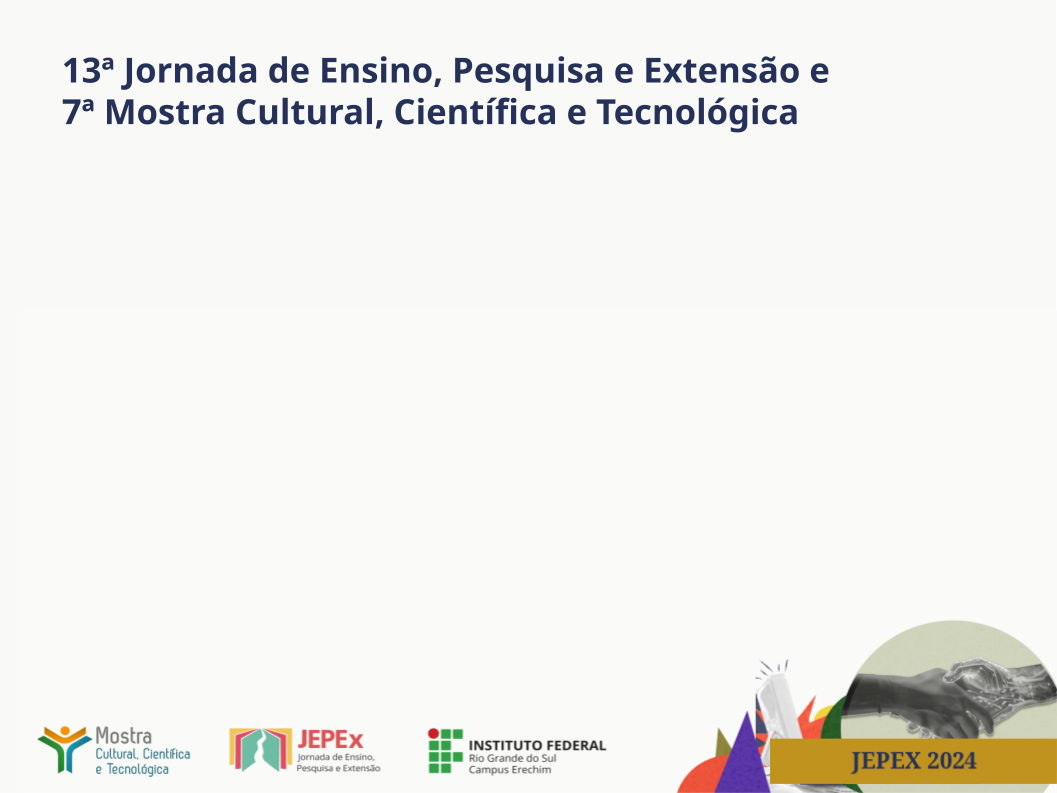 13ª Jornada de Ensino, Pesquisa e Extensão e
7ª Mostra Cultural, Científica e Tecnológica
Mostra
Cultural, Científica
e Tecnológica
JEPEx
Jornada de Ensino,
Pesquisa e Extensão
INSTITUTO FEDERAL
Rio Grande do Sul
Campus Erechim
JEPEX 2024